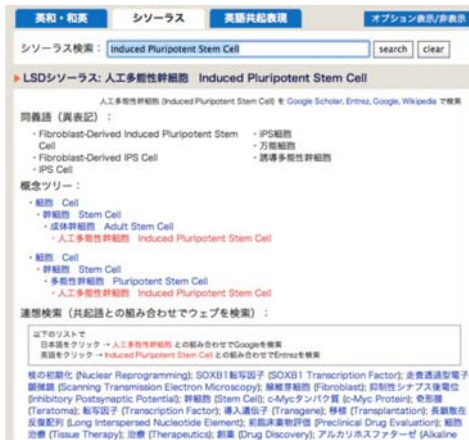 英和・和英 シソーラス 英語共起表現 オプション表示/非表示
シソーラス検索： Induced Pluripotent Stem Cell search clear
▶LSDシソーラス: 人工多能性幹細胞 Induced Pluripotent Stem Cell
人工多能性幹細胞 (Induced Pluripotent Stem Cell) を Google Scholar, Entrez, Google, Wikipedia で検索
同義語（異表記）：
・Fibroblast-Derived Induced Pluripotent Stem Cell
・Fibroblast-Derived IPS Cell
・IPS Cell
・iPS細胞
・万能細胞
・誘導多能性幹細胞
概念ツリー：
・細胞 Cell
・幹細胞 Stem Cell
・成体幹細胞 Adult Stem Cell
・人工多能性幹細胞 Induced Pluripotent Stem Cell
・細胞 Cell
・幹細胞 Stem Cell
・多能性幹細胞 Pluripotent Stem Cell
・人工多能性幹細胞 Induced Pluripotent Stem Cell
連想検索（共起語との組み合わせでウェブを検索）：
以下のリストで
日本語をクリック → 人工多能性幹細胞 との組み合わせでGoogleを検索
英語をクリック → Induced Pluripotent Stem Cell との組み合わせでEntrezを検索
核の初期化 (Nuclear Reprogramming); SOXB1転写因子 (SOXB1 Transcription Factor); 走査透過型電子
顕微鏡 (Scanning Transmission Electron Microscopy); 線維芽細胞 (Fibroblast); 抑制性シナプス後電位
(Inhibitory Postsynaptic Potential); 幹細胞 (Stem Cell); c-Mycタンパク質 (c-Myc Protein); 奇形腫
(Teratoma); 転写因子 (Transcription Factor); 導入遺伝子 (Transgene); 移植 (Transplantation); 長鎖散在
反復配列 (Long Interspersed Nucleotide Element); 前臨床薬物評価 (Preclinical Drug Evaluation); 細胞
治療 (Tissue Therapy); 治療 (Therapeutics); 創薬 (Drug Discovery); アルカリホスファターゼ (Alkaline